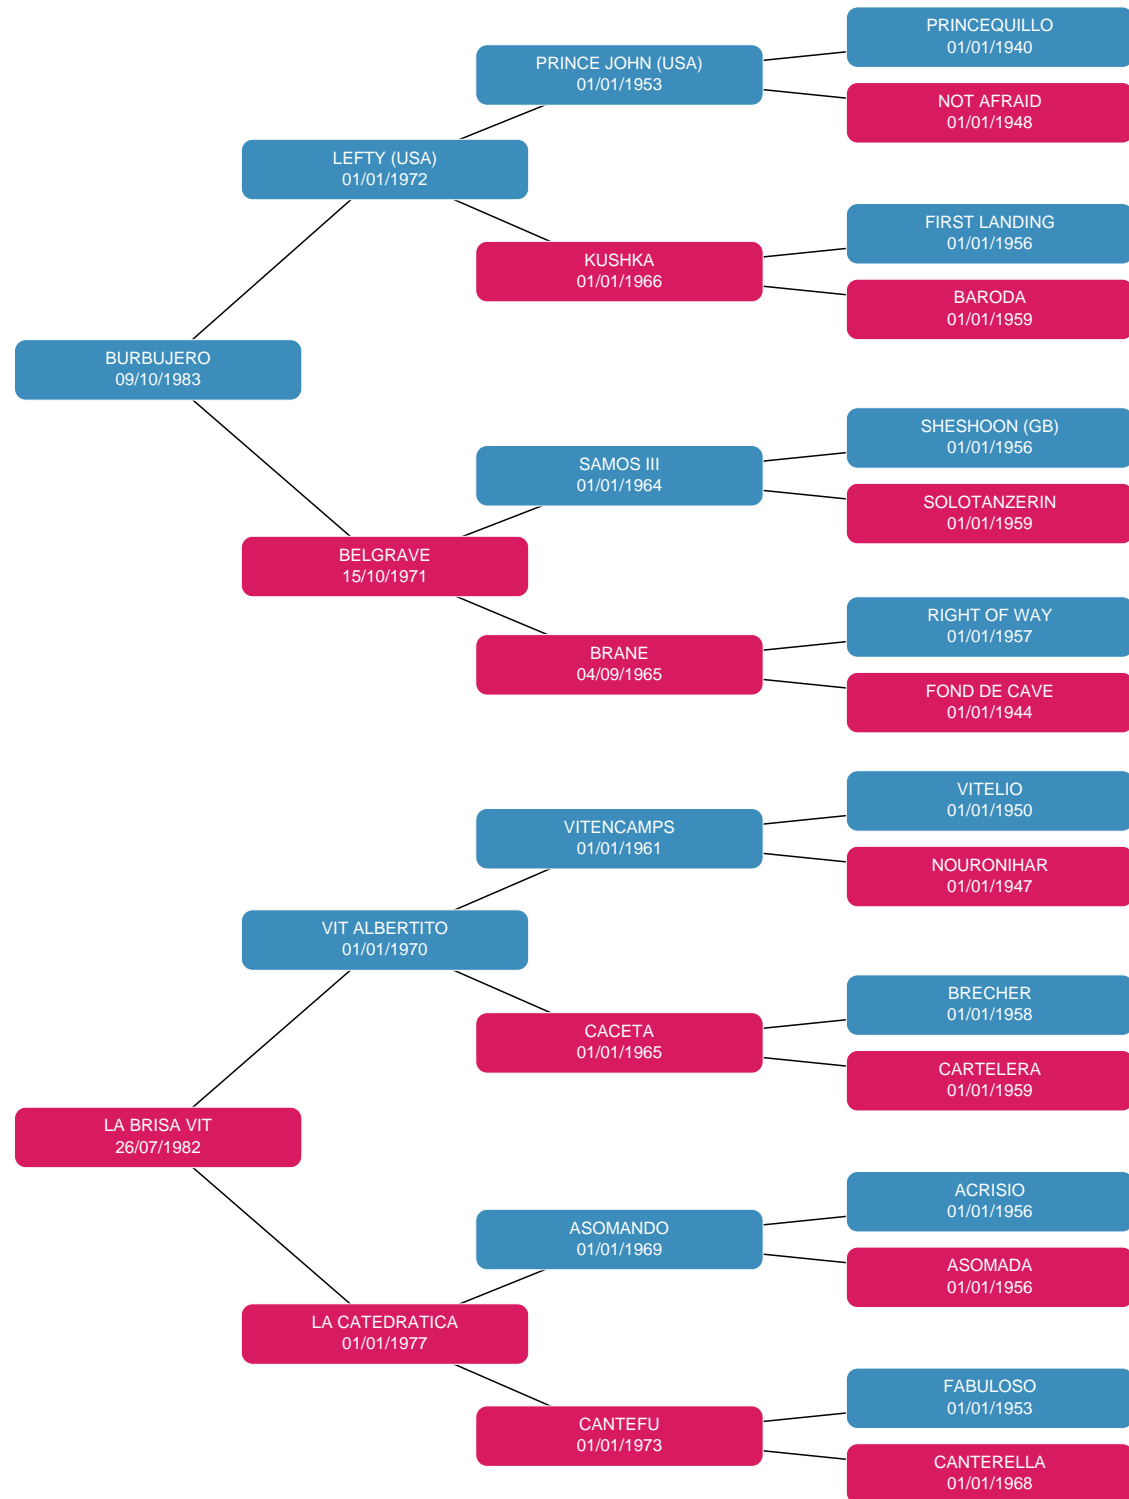 PRINCEQUILLO
01/01/1940
PRINCE JOHN (USA)
01/01/1953
NOT AFRAID
01/01/1948
LEFTY (USA)
01/01/1972
FIRST LANDING
01/01/1956
KUSHKA
01/01/1966
BARODA
01/01/1959
BURBUJERO
09/10/1983
SHESHOON (GB)
01/01/1956
SAMOS III
01/01/1964
SOLOTANZERIN
01/01/1959
BELGRAVE
15/10/1971
RIGHT OF WAY
01/01/1957
BRANE
04/09/1965
FOND DE CAVE
01/01/1944
VITELIO
01/01/1950
VITENCAMPS
01/01/1961
NOURONIHAR
01/01/1947
VIT ALBERTITO
01/01/1970
BRECHER
01/01/1958
CACETA
01/01/1965
CARTELERA
01/01/1959
LA BRISA VIT
26/07/1982
ACRISIO
01/01/1956
ASOMANDO
01/01/1969
ASOMADA
01/01/1956
LA CATEDRATICA
01/01/1977
FABULOSO
01/01/1953
CANTEFU
01/01/1973
CANTERELLA
01/01/1968